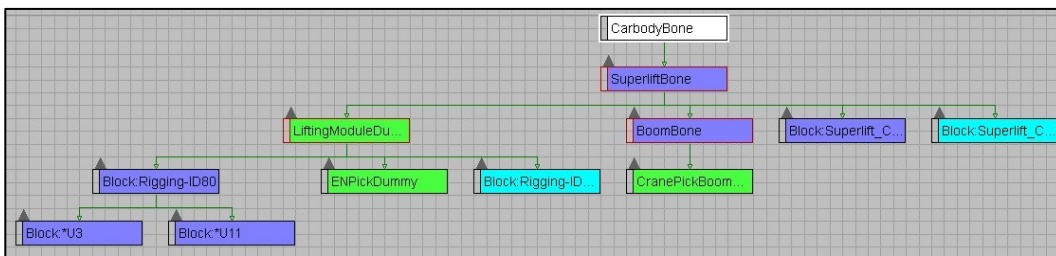 CarbodyBone
SuperliftBone
LiftingModuleDu...
BoomBone
Block:Superlift_C...
Block:Superlift_C...
Block:Rigging-ID80
ENPickDummy
Block:Rigging-ID...
CranePickBoom...
Block:*U3
Block:*U11